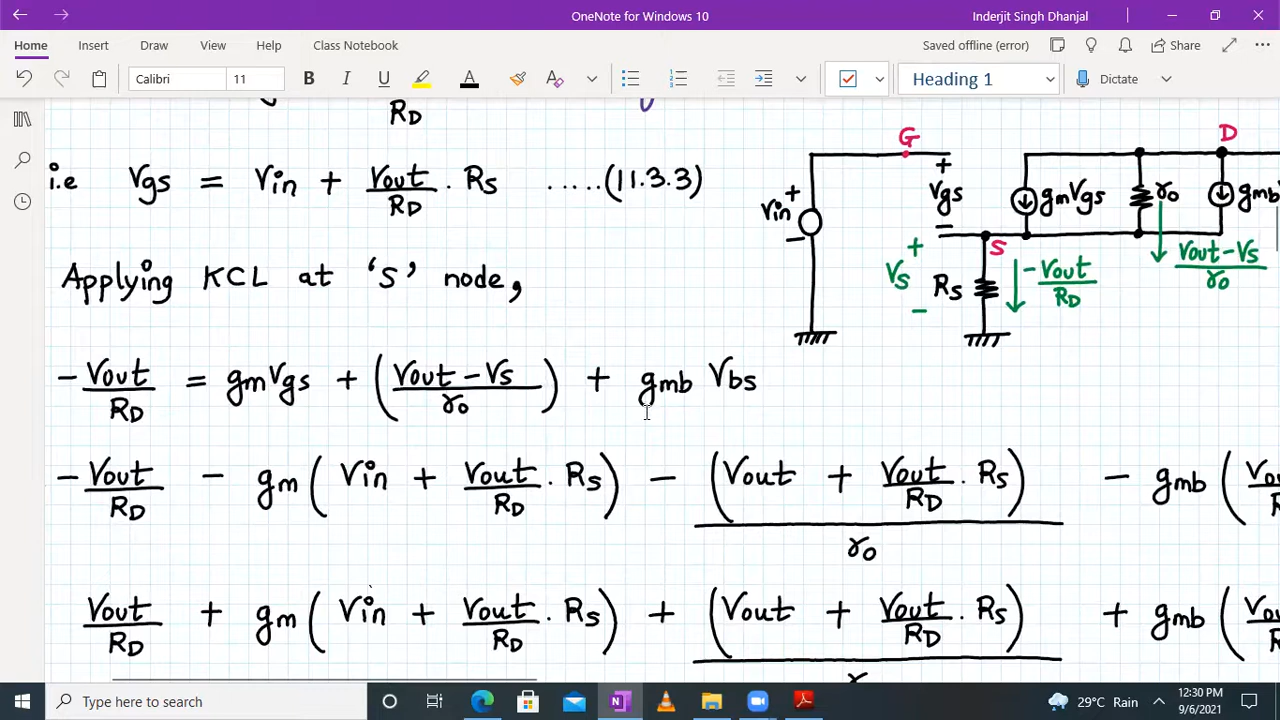 OneNote for Windows 10
Inderjit Singh Dhanjal
Home Insert Draw View Help Class Notebook
Saved offline (error)
Share
Calibri 11 B I U A Heading 1 Dictate
RD
i.e Vgs = Vin + Vout/RD . Rs .....(11.3.3)
Applying KCL at 'S' node,
-Vout/RD = gmVgs + (Vout - Vs/ro) + gmb Vbs
-Vout/RD - gm(Vin + Vout/RD . Rs) - (Vout + Vout/RD . Rs)/ro - gmb(
Vout/RD + gm(Vin + Vout/RD . Rs) + (Vout + Vout/RD . Rs) + gmb(
G
D
Vin + -
+ Vgs -
gmVgs
ro
gmb
S
+ Vs -
Rs
-Vout/RD
Vout-Vs/ro
Type here to search
29°C Rain
12:30 PM
9/6/2021